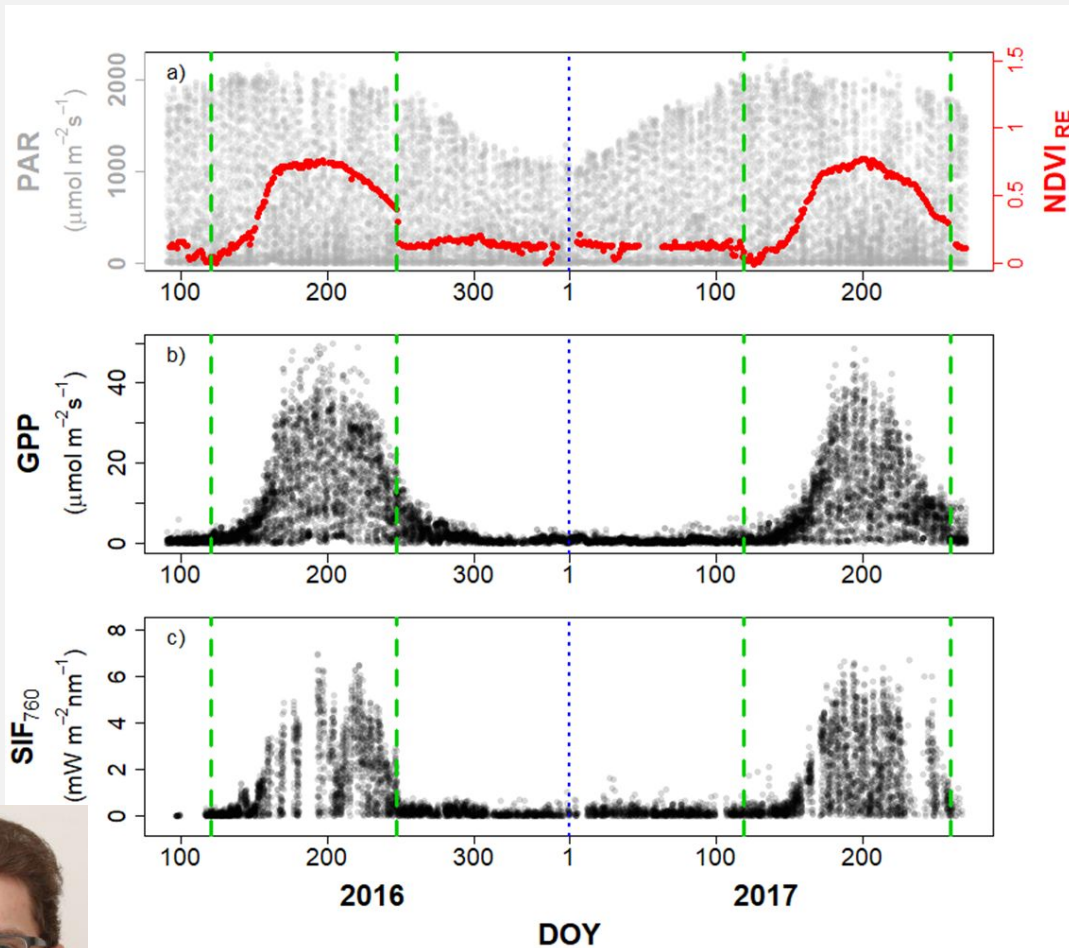 a)
PAR
(μmol m⁻²s⁻¹)
0 1000 2000
NDVI RE
0 0.5 1 1.5
100 200 300 1 100 200
b)
GPP
(μmol m⁻²s⁻¹)
0 20 40
100 200 300 1 100 200
c)
SIF₇₆₀
(mW m⁻²nm⁻¹)
0 2 4 6 8
100 200 300 1 100 200
2016 2017
DOY